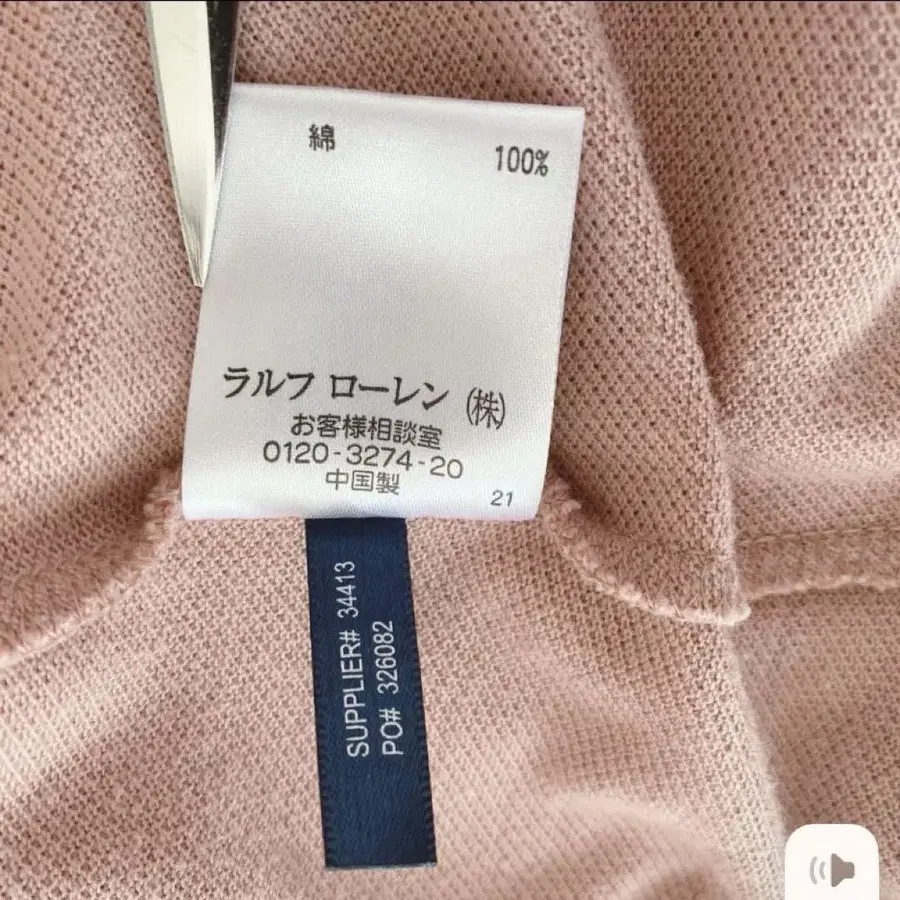 綿 100%
ラルフ ローレン (株)
お客様相談室
0120-3274-20
中国製
21
SUPPLIER# 34413
PO# 326082